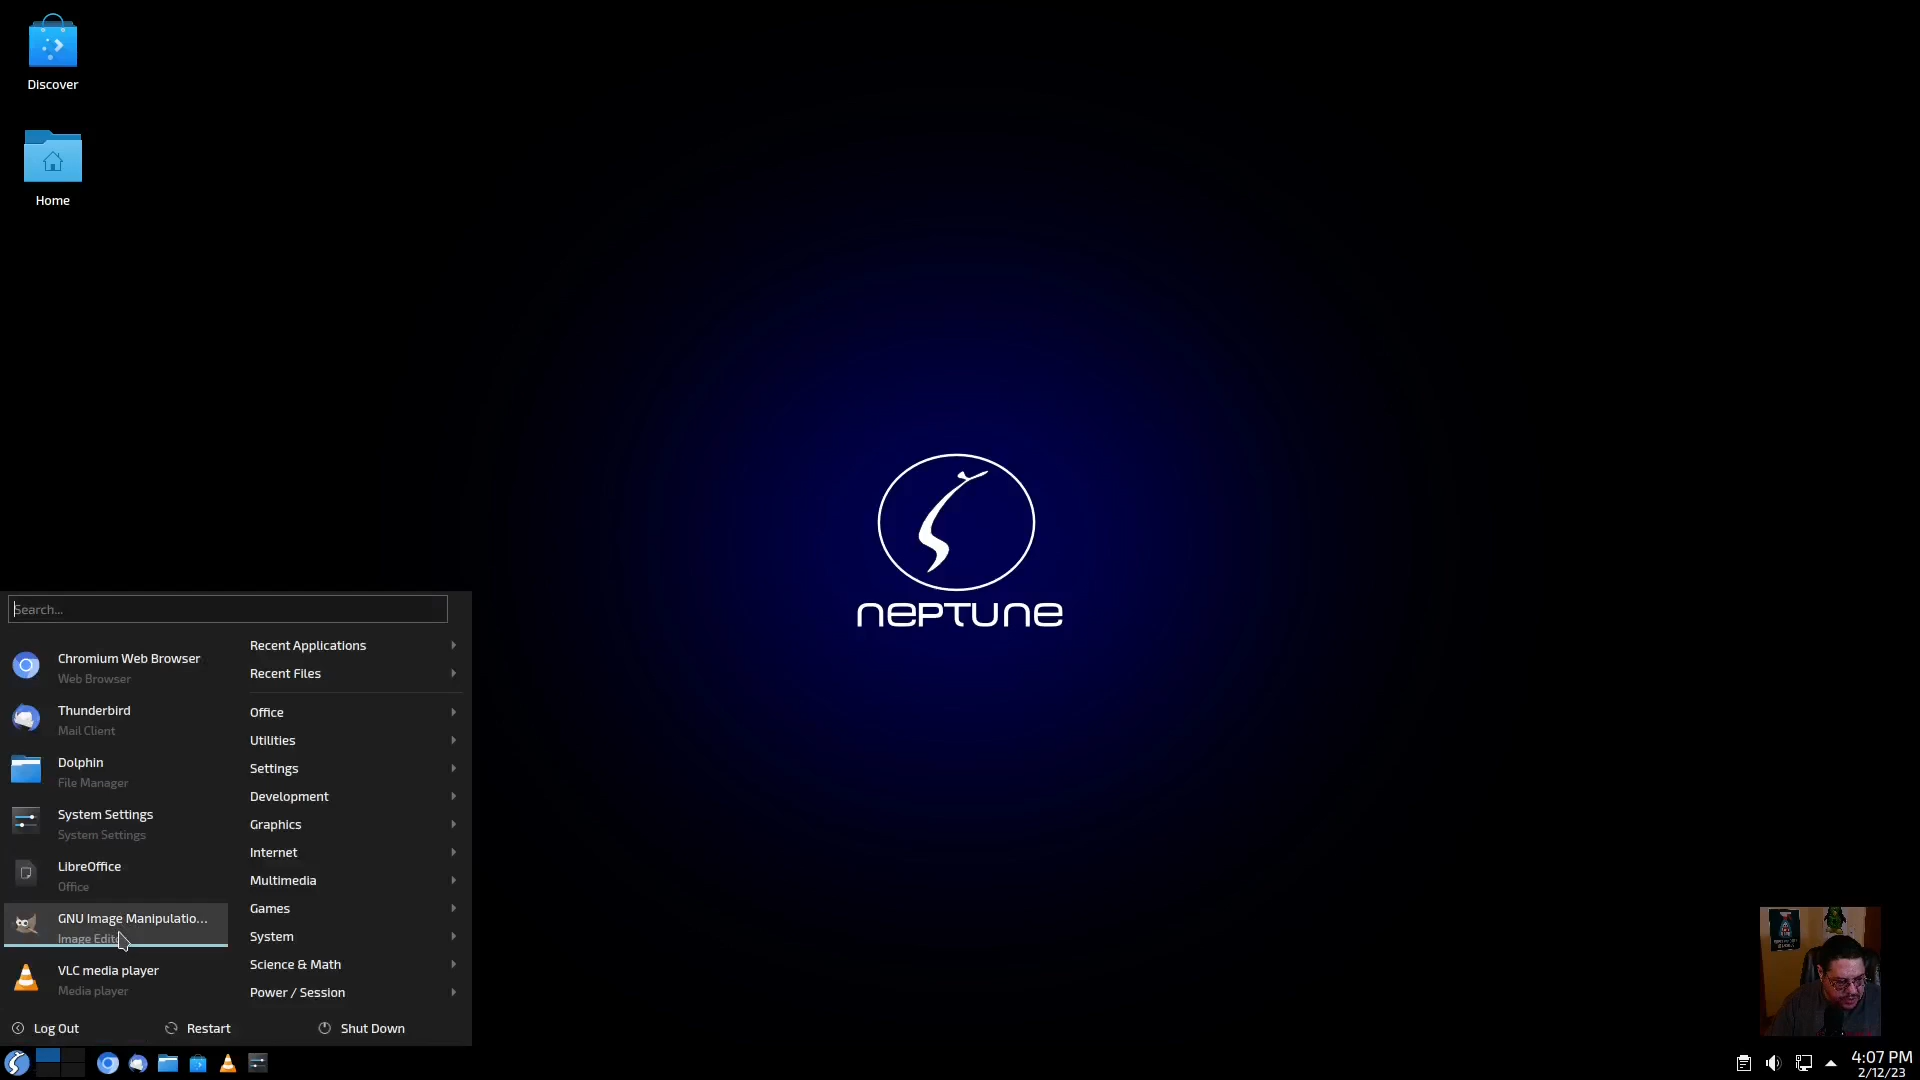 Discover
Home
NEPTUNE
Search...
Chromium Web Browser
Web Browser
Thunderbird
Mail Client
Dolphin
File Manager
System Settings
System Settings
LibreOffice
Office
GNU Image Manipulatio...
Image Edito
VLC media player
Media player
Recent Applications
Recent Files
Office
Utilities
Settings
Development
Graphics
Internet
Multimedia
Games
System
Science & Math
Power / Session
Log Out
Restart
Shut Down
4:07 PM
2/12/23